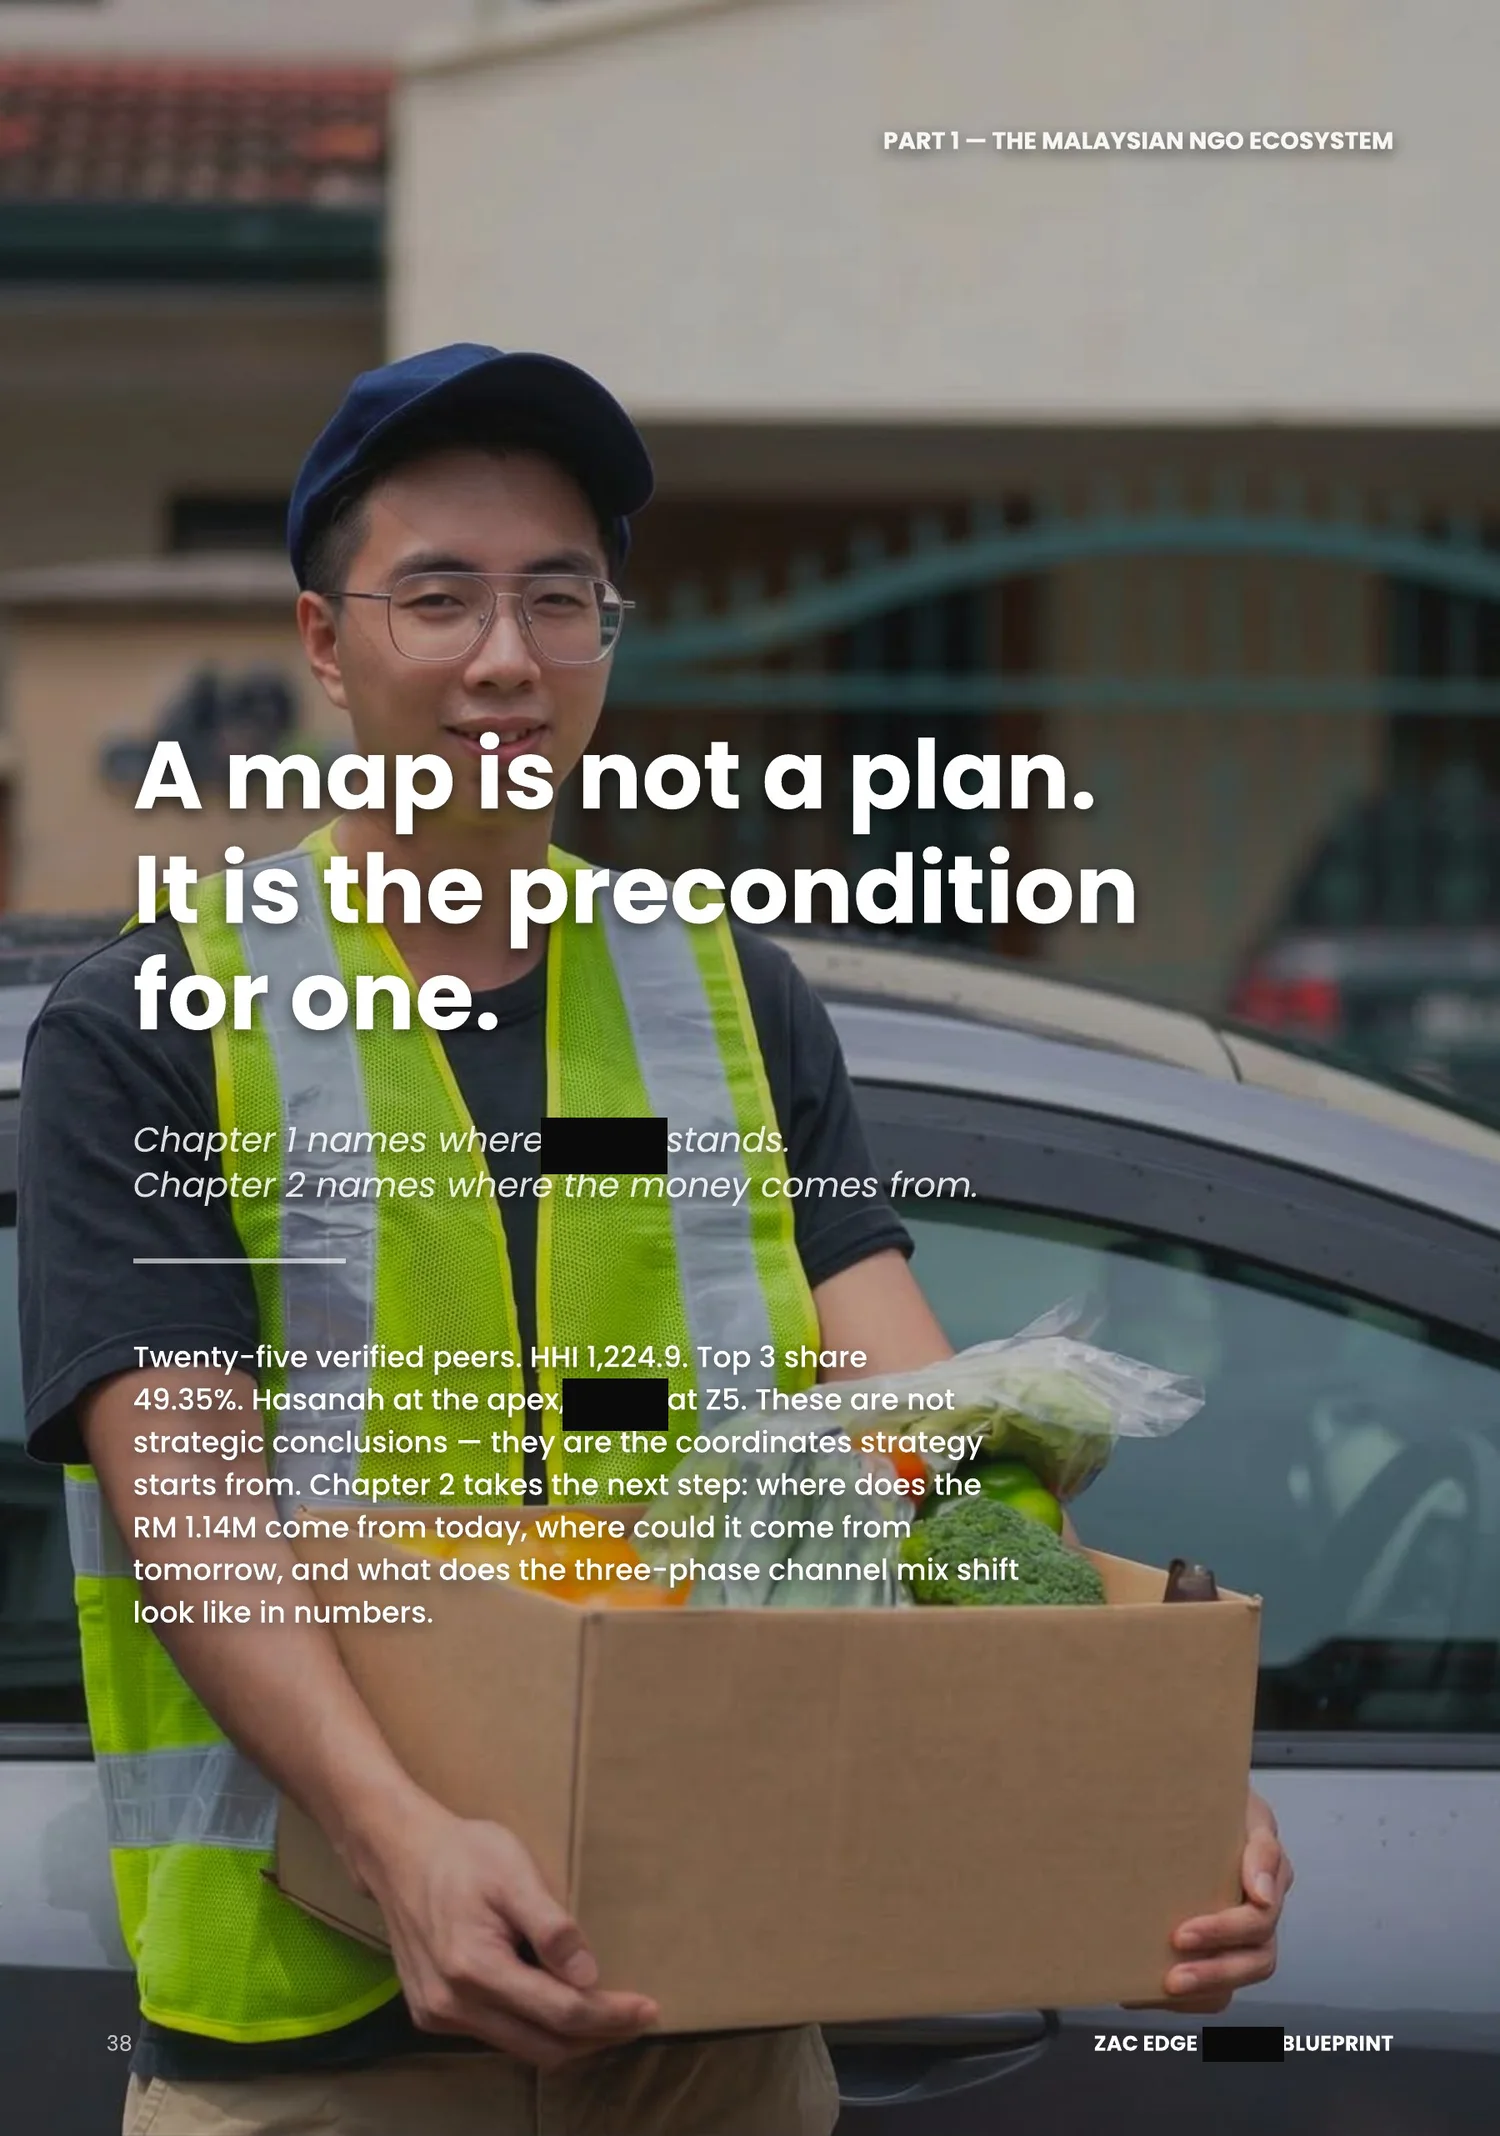 PART 1 — THE MALAYSIAN NGO ECOSYSTEM
A map is not a plan.
It is the precondition
for one.
Chapter 1 names where stands.
Chapter 2 names where the money comes from.
Twenty-five verified peers. HHI 1,224.9. Top 3 share
49.35%. Hasanah at the apex, at Z5. These are not
strategic conclusions — they are the coordinates strategy
starts from. Chapter 2 takes the next step: where does the
RM 1.14M come from today, where could it come from
tomorrow, and what does the three-phase channel mix shift
look like in numbers.
38
ZAC EDGE BLUEPRINT